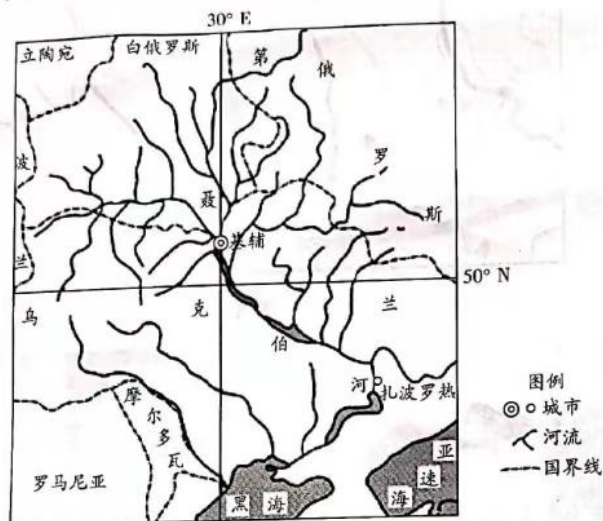 30° E
立陶宛
白俄罗斯
第
俄
波
罗
聂
斯
兰
基辅
50° N
乌
克
兰
伯
河
扎波罗热
摩
尔
多
瓦
罗马尼亚
黑海
亚
速
海
图例
城市
河流
国界线